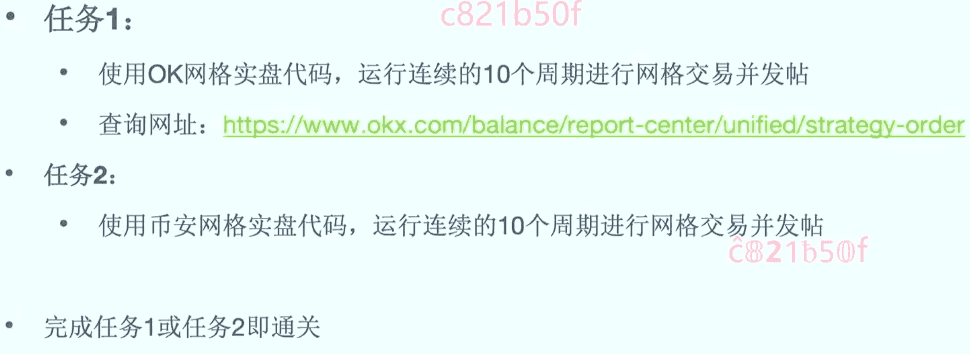 c821b50f
• 任务1：
• 使用OK网格实盘代码，运行连续的10个周期进行网格交易并发帖
• 查询网址：https://www.okx.com/balance/report-center/unified/strategy-order
• 任务2：
• 使用币安网格实盘代码，运行连续的10个周期进行网格交易并发帖
c821b50f
• 完成任务1或任务2即通关